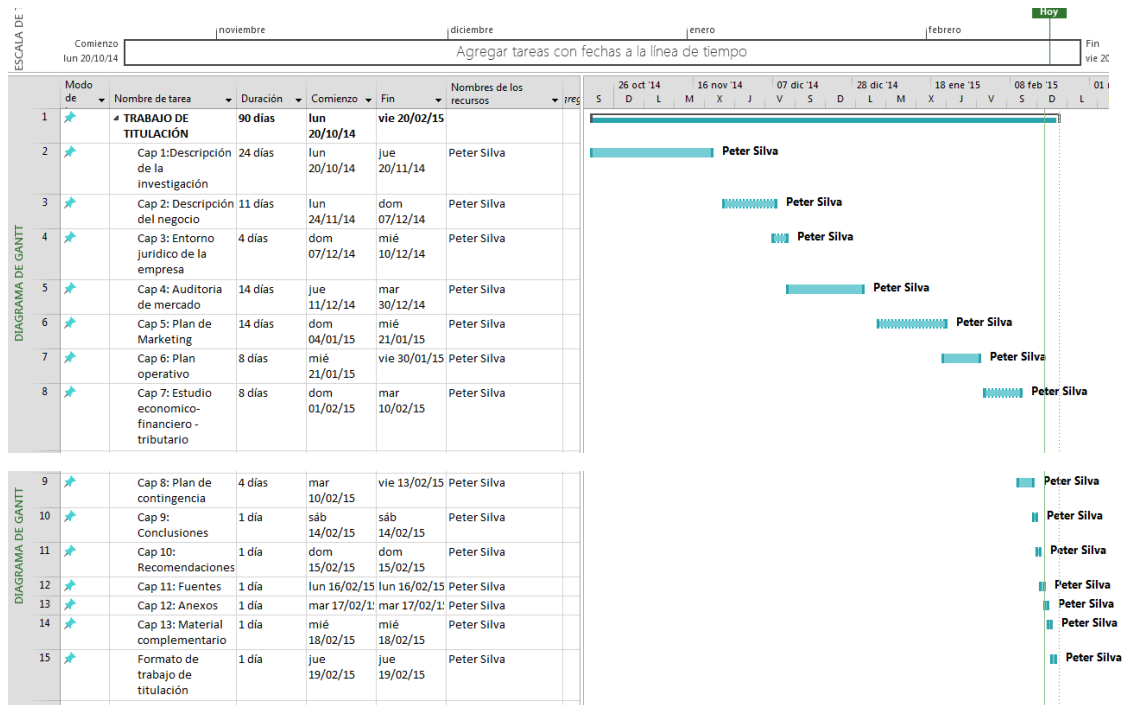 Hoy
noviembre diciembre enero febrero
Comienzo
lun 20/10/14
Agregar tareas con fechas a la línea de tiempo
Fin
vie 20
ESCALA DE T
Modo de
Nombre de tarea
Duración
Comienzo
Fin
Nombres de los recursos
greg
26 oct '14 16 nov '14 07 dic '14 28 dic '14 18 ene '15 08 feb '15 01
S D L M X J V S D L M X J V S D L
DIAGRAMA DE GANTT
1 TRABAJO DE 90 días lun vie 20/02/15
TITULACIÓN 20/10/14
2 Cap 1:Descripción 24 días lun jue Peter Silva Peter Silva
de la 20/10/14 20/11/14
investigación
3 Cap 2: Descripción 11 días lun dom Peter Silva Peter Silva
del negocio 24/11/14 07/12/14
4 Cap 3: Entorno 4 días dom mié Peter Silva Peter Silva
juridico de la 07/12/14 10/12/14
empresa
5 Cap 4: Auditoria 14 días jue mar Peter Silva Peter Silva
de mercado 11/12/14 30/12/14
6 Cap 5: Plan de 14 días dom mié Peter Silva Peter Silva
Marketing 04/01/15 21/01/15
7 Cap 6: Plan 8 días mié vie 30/01/15 Peter Silva Peter Silva
operativo 21/01/15
8 Cap 7: Estudio 8 días dom mar Peter Silva Peter Silva
economico- 01/02/15 10/02/15
financiero -
tributario
DIAGRAMA DE GANTT
9 Cap 8: Plan de 4 días mar vie 13/02/15 Peter Silva Peter Silva
contingencia 10/02/15
10 Cap 9: 1 día sáb sáb Peter Silva Peter Silva
Conclusiones 14/02/15 14/02/15
11 Cap 10: 1 día dom dom Peter Silva Peter Silva
Recomendaciones 15/02/15 15/02/15
12 Cap 11: Fuentes 1 día lun 16/02/15 lun 16/02/15 Peter Silva Peter Silva
13 Cap 12: Anexos 1 día mar 17/02/1 mar 17/02/1 Peter Silva Peter Silva
14 Cap 13: Material 1 día mié mié Peter Silva Peter Silva
complementario 18/02/15 18/02/15
15 Formato de 1 día jue jue Peter Silva Peter Silva
trabajo de 19/02/15 19/02/15
titulación